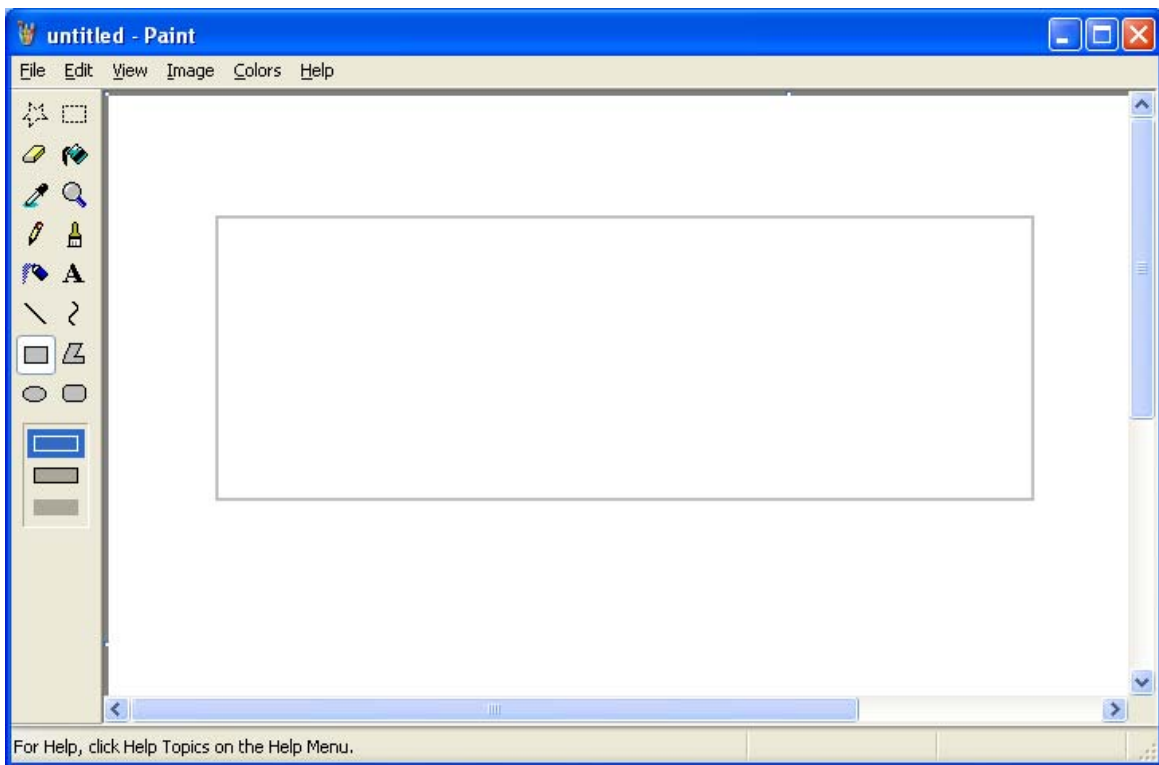 untitled - Paint
File Edit View Image Colors Help
A
For Help, click Help Topics on the Help Menu.